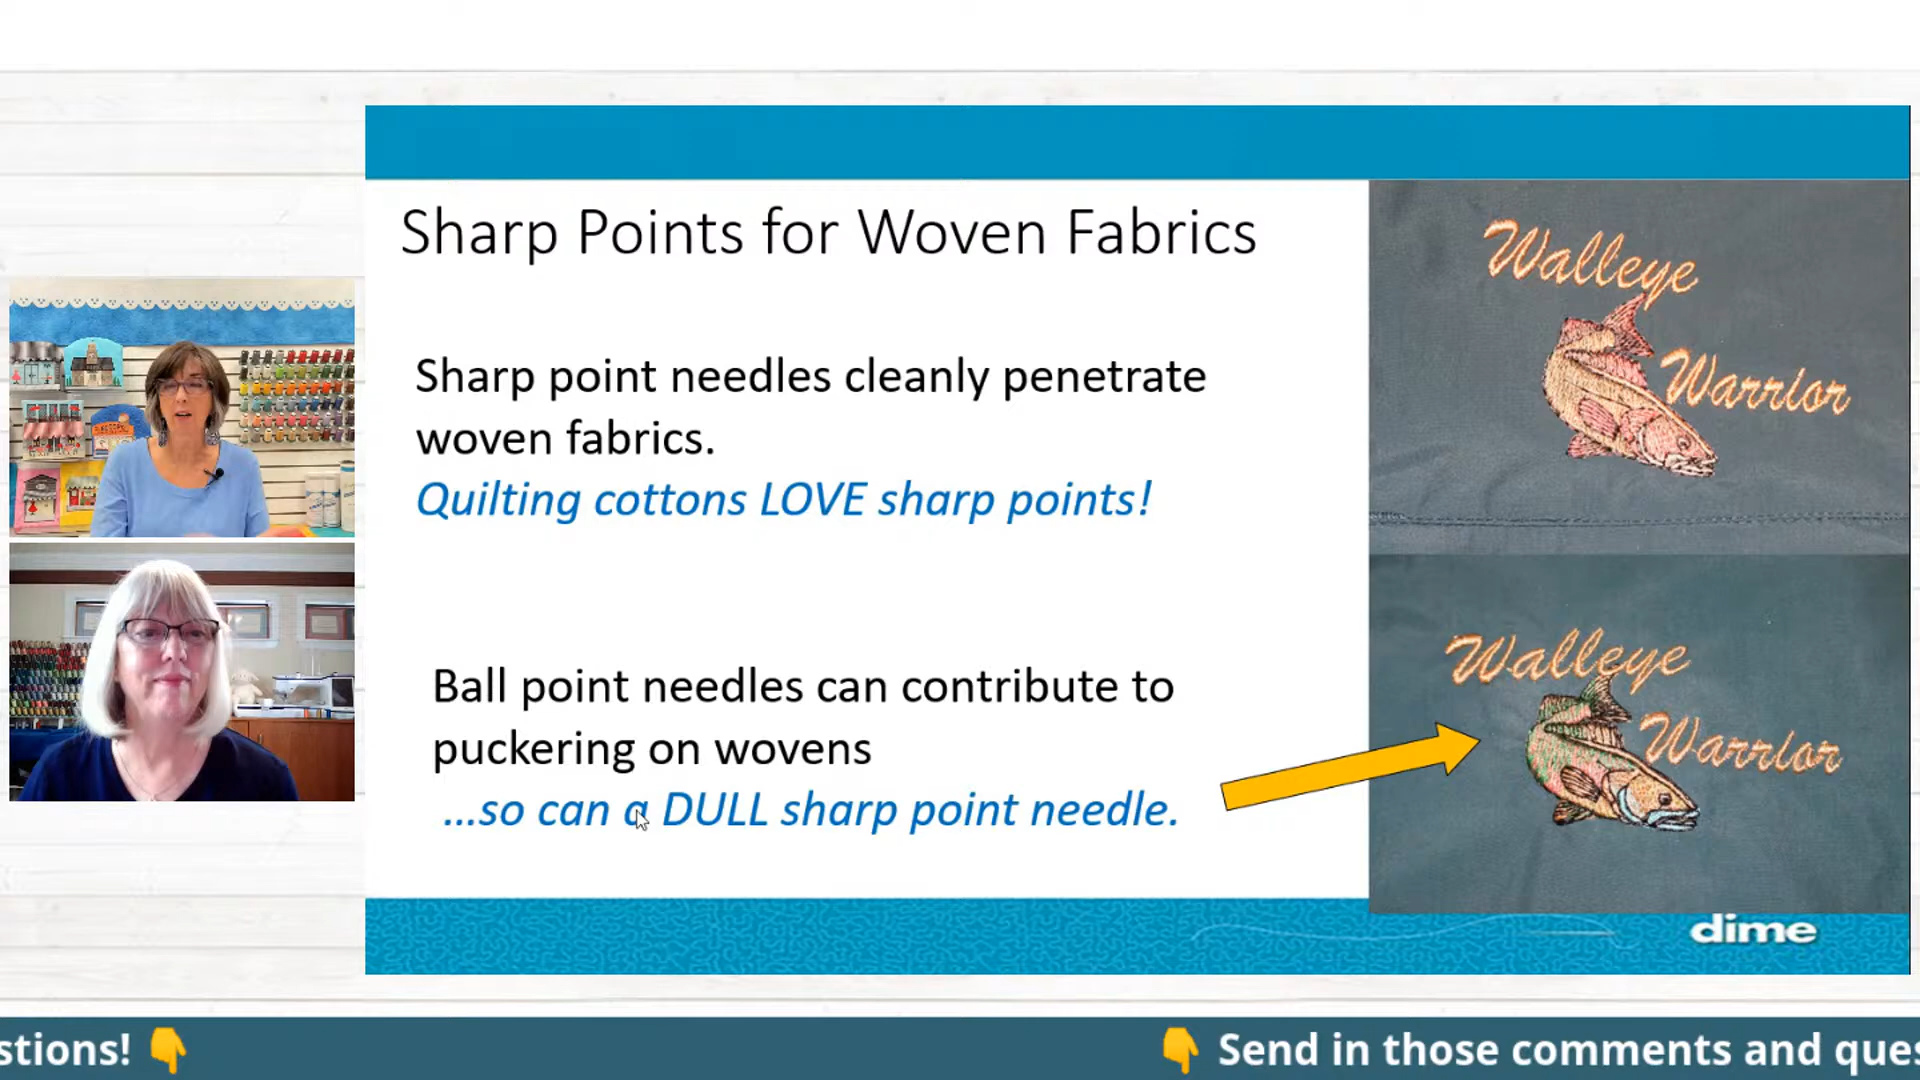 Sharp Points for Woven Fabrics
Sharp point needles cleanly penetrate
woven fabrics.
Quilting cottons LOVE sharp points!
Ball point needles can contribute to
puckering on wovens
...so can a DULL sharp point needle.
Walleye
Warrior
Walleye
Warrior
dime
stions! 👇
👇 Send in those comments and ques